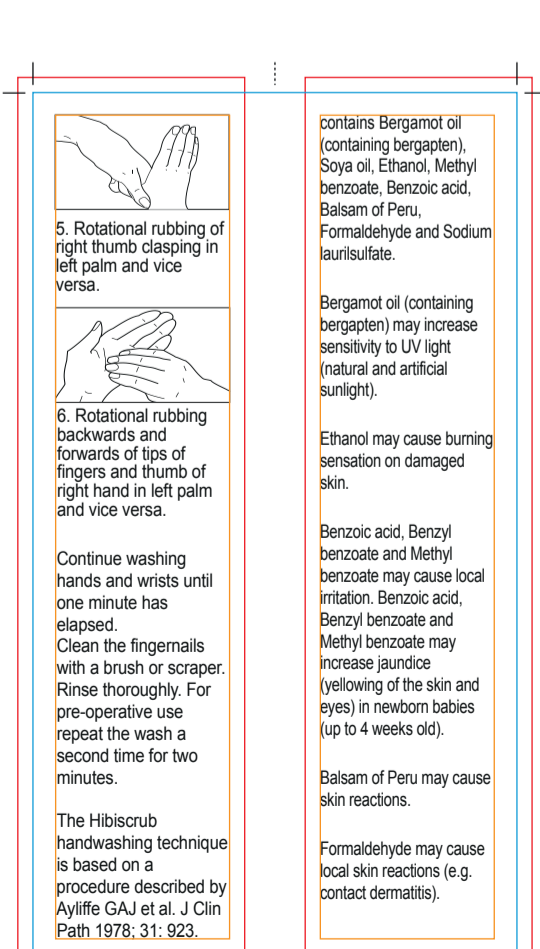 5. Rotational rubbing of
right thumb clasping in
left palm and vice
versa.
6. Rotational rubbing
backwards and
forwards of tips of
fingers and thumb of
right hand in left palm
and vice versa.
Continue washing
hands and wrists until
one minute has
elapsed.
Clean the fingernails
with a brush or scraper.
Rinse thoroughly. For
pre-operative use
repeat the wash a
second time for two
minutes.
The Hibiscrub
handwashing technique
is based on a
procedure described by
Ayliffe GAJ et al. J Clin
Path 1978; 31: 923.
contains Bergamot oil
(containing bergapten),
Soya oil, Ethanol, Methyl
benzoate, Benzoic acid,
Balsam of Peru,
Formaldehyde and Sodium
laurilsulfate.
Bergamot oil (containing
bergapten) may increase
sensitivity to UV light
(natural and artificial
sunlight).
Ethanol may cause burning
sensation on damaged
skin.
Benzoic acid, Benzyl
benzoate and Methyl
benzoate may cause local
irritation. Benzoic acid,
Benzyl benzoate and
Methyl benzoate may
increase jaundice
(yellowing of the skin and
eyes) in newborn babies
(up to 4 weeks old).
Balsam of Peru may cause
skin reactions.
Formaldehyde may cause
local skin reactions (e.g.
contact dermatitis).